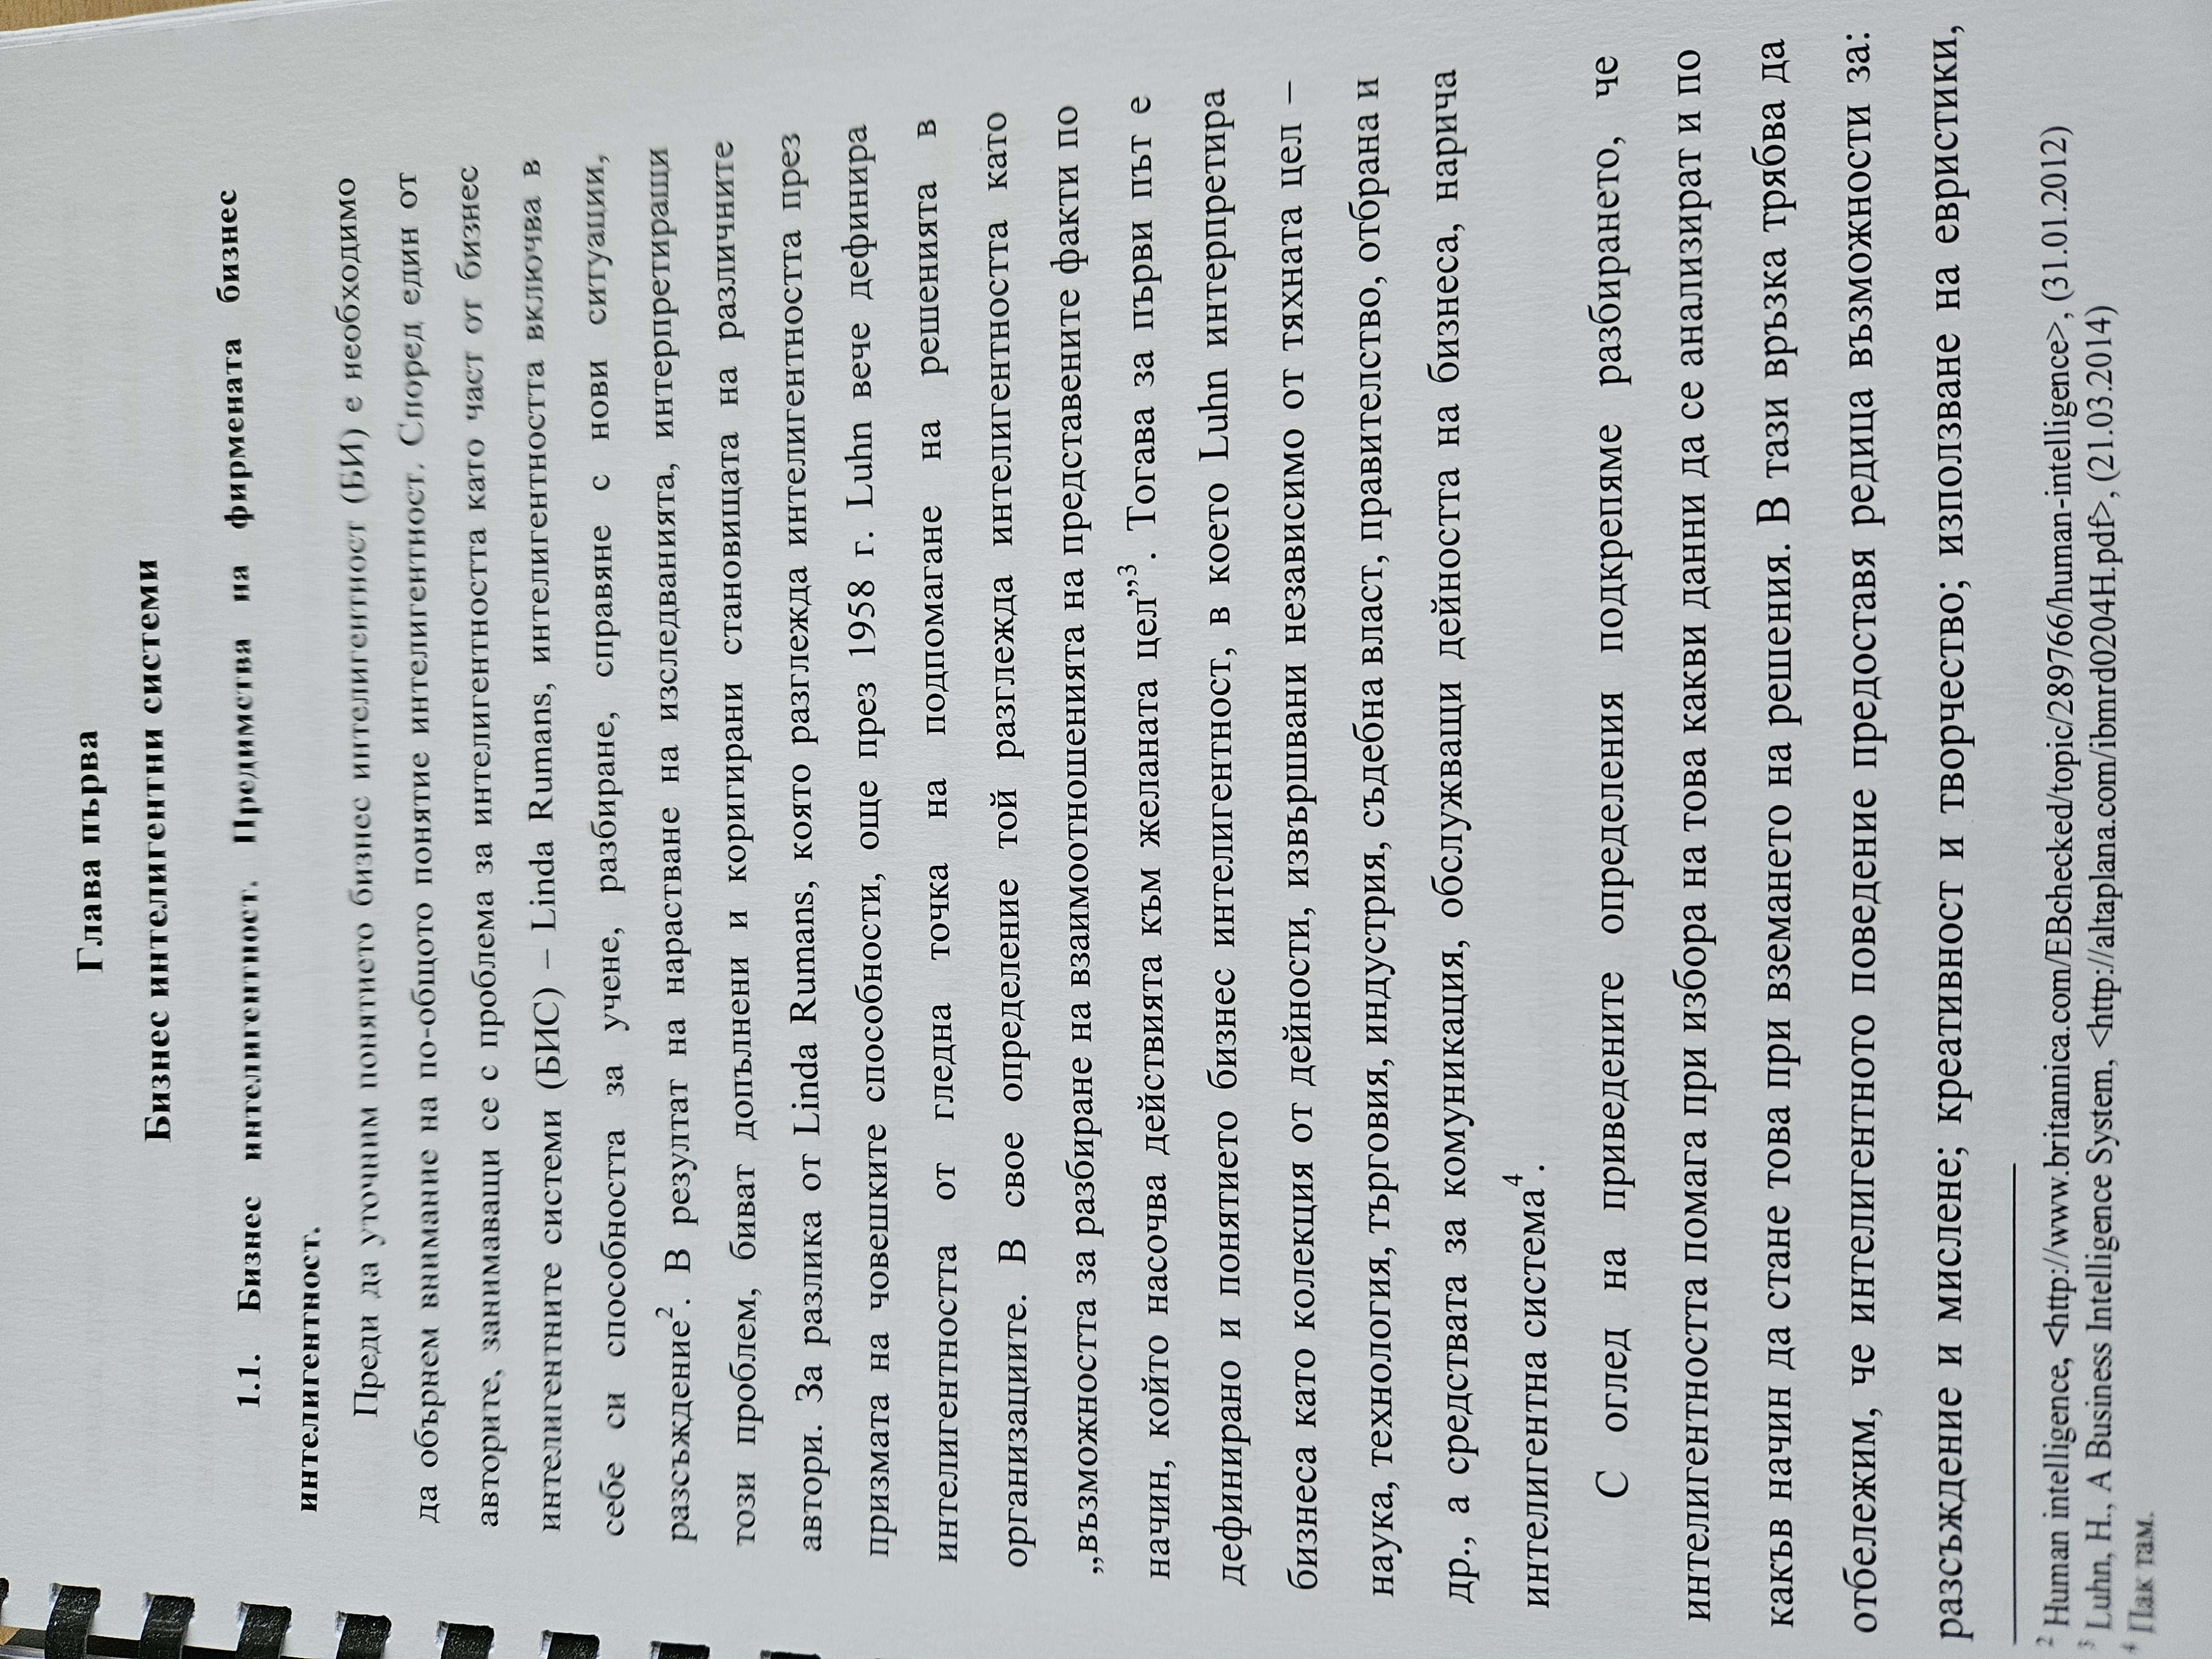 Глава първа
Бизнес интелигентни системи
1.1. Бизнес интелигентност. Предимства на фирмената бизнес
интелигентност.
Преди да уточним понятието бизнес интелигентност (БИ) е необходимо
да обърнем внимание на по-общото понятие интелигентност. Според един от
авторите, занимаващи се с проблема за интелигентността като част от бизнес
интелигентните системи (БИС) – Linda Rumans, интелигентността включва в
себе си способността за учене, разбиране, справяне с нови ситуации,
разсъждение². В резултат на нарастване на изследванията, интерпретиращи
този проблем, биват допълнени и коригирани становищата на различните
автори. За разлика от Linda Rumans, която разглежда интелигентността през
призмата на човешките способности, още през 1958 г. Luhn вече дефинира
интелигентността от гледна точка на подпомагане на решенията в
организациите. В свое определение той разглежда интелигентността като
„възможността за разбиране на взаимоотношенията на представените факти по
начин, който насочва действията към желаната цел”³. Тогава за първи път е
дефинирано и понятието бизнес интелигентност, в което Luhn интерпретира
бизнеса като колекция от дейности, извършвани независимо от тяхната цел –
наука, технология, търговия, индустрия, съдебна власт, правителство, отбрана и
др., а средствата за комуникация, обслужващи дейността на бизнеса, нарича
интелигентна система⁴.
С оглед на приведените определения подкрепяме разбирането, че
интелигентността помага при избора на това какви данни да се анализират и по
какъв начин да стане това при вземането на решения. В тази връзка трябва да
отбележим, че интелигентното поведение предоставя редица възможности за:
разсъждение и мислене; креативност и творчество; използване на евристики,
² Human intelligence, <http://www.britannica.com/EBchecked/topic/289766/human-intelligence>, (31.01.2012)
³ Luhn, H., A Business Intelligence System, <http://altaplana.com/ibmrd0204H.pdf>, (21.03.2014)
⁴ Пак там.